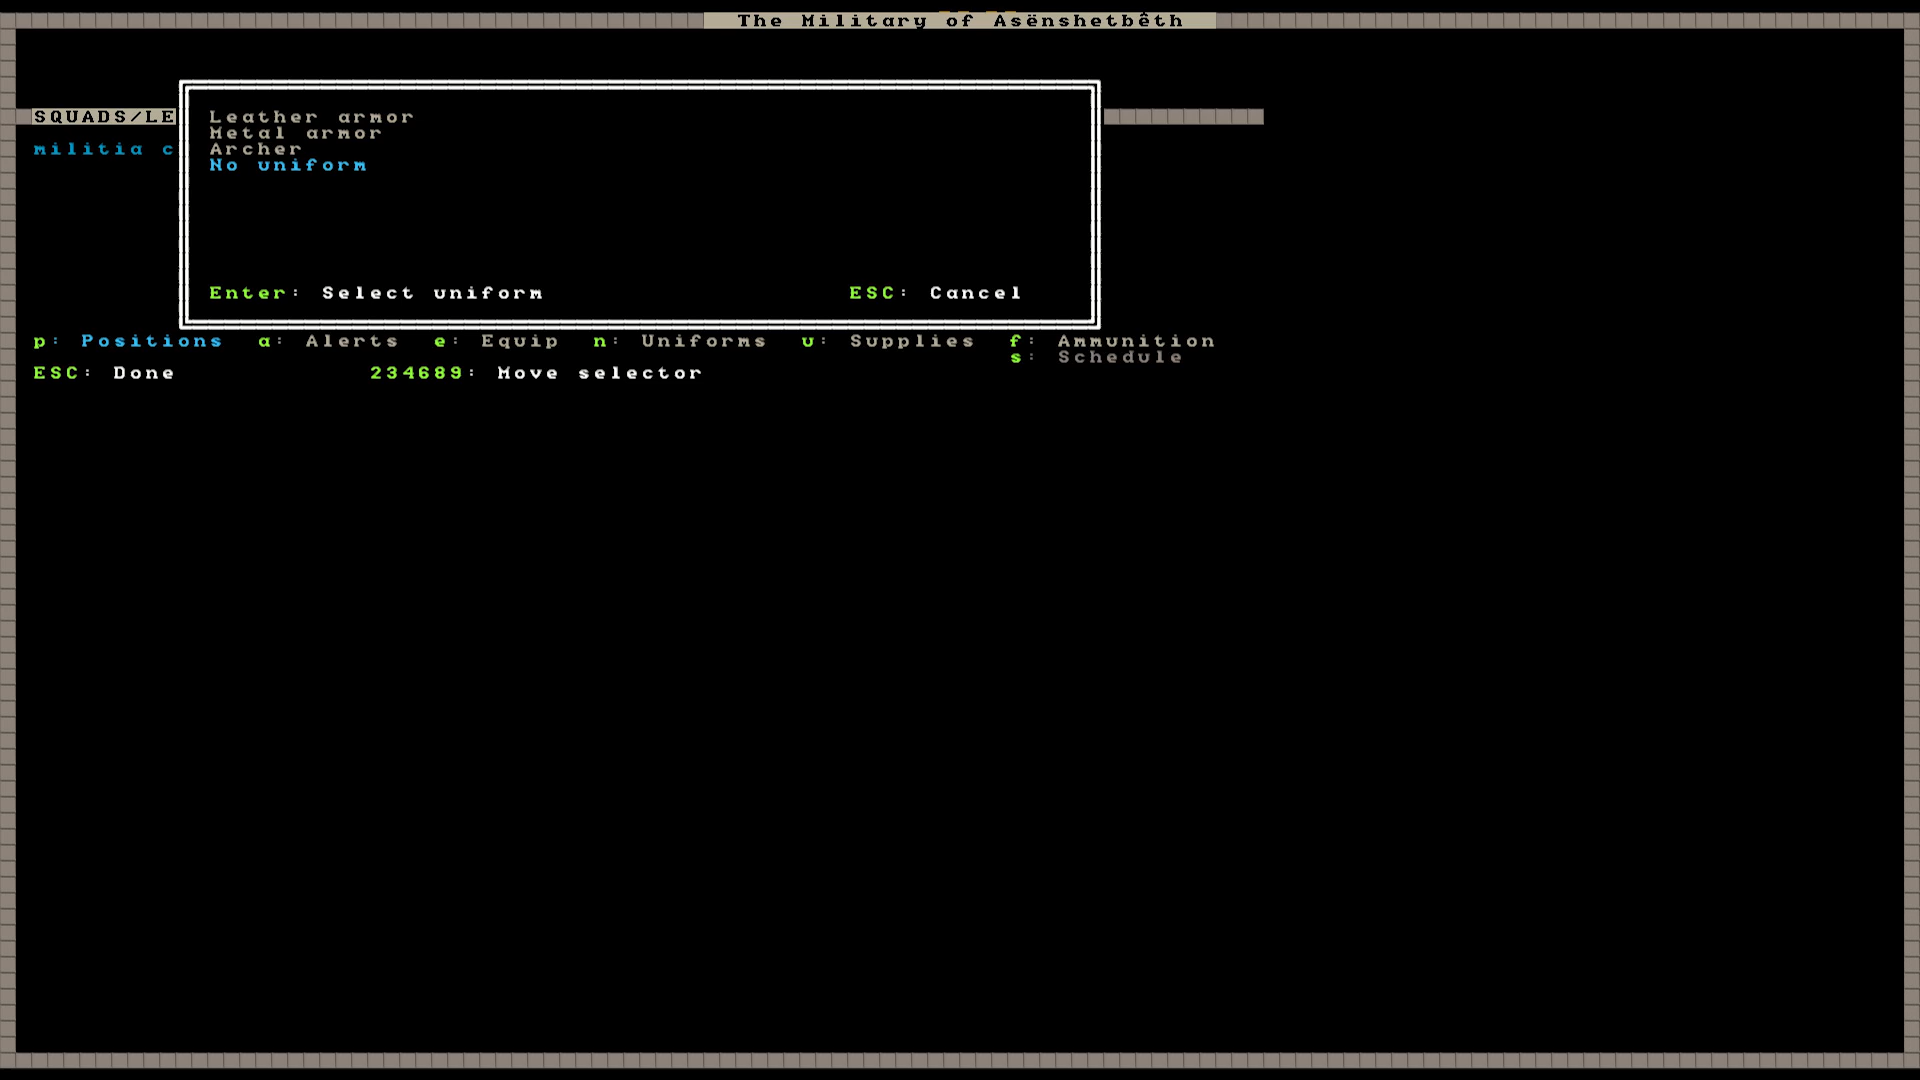 The Military of Asënshetbêth
SQUADS/LE
militia c
Leather armor
Metal armor
Archer
No uniform
Enter: Select uniform ESC: Cancel
p: Positions a: Alerts e: Equip n: Uniforms u: Supplies f: Ammunition
s: Schedule
ESC: Done 234689: Move selector